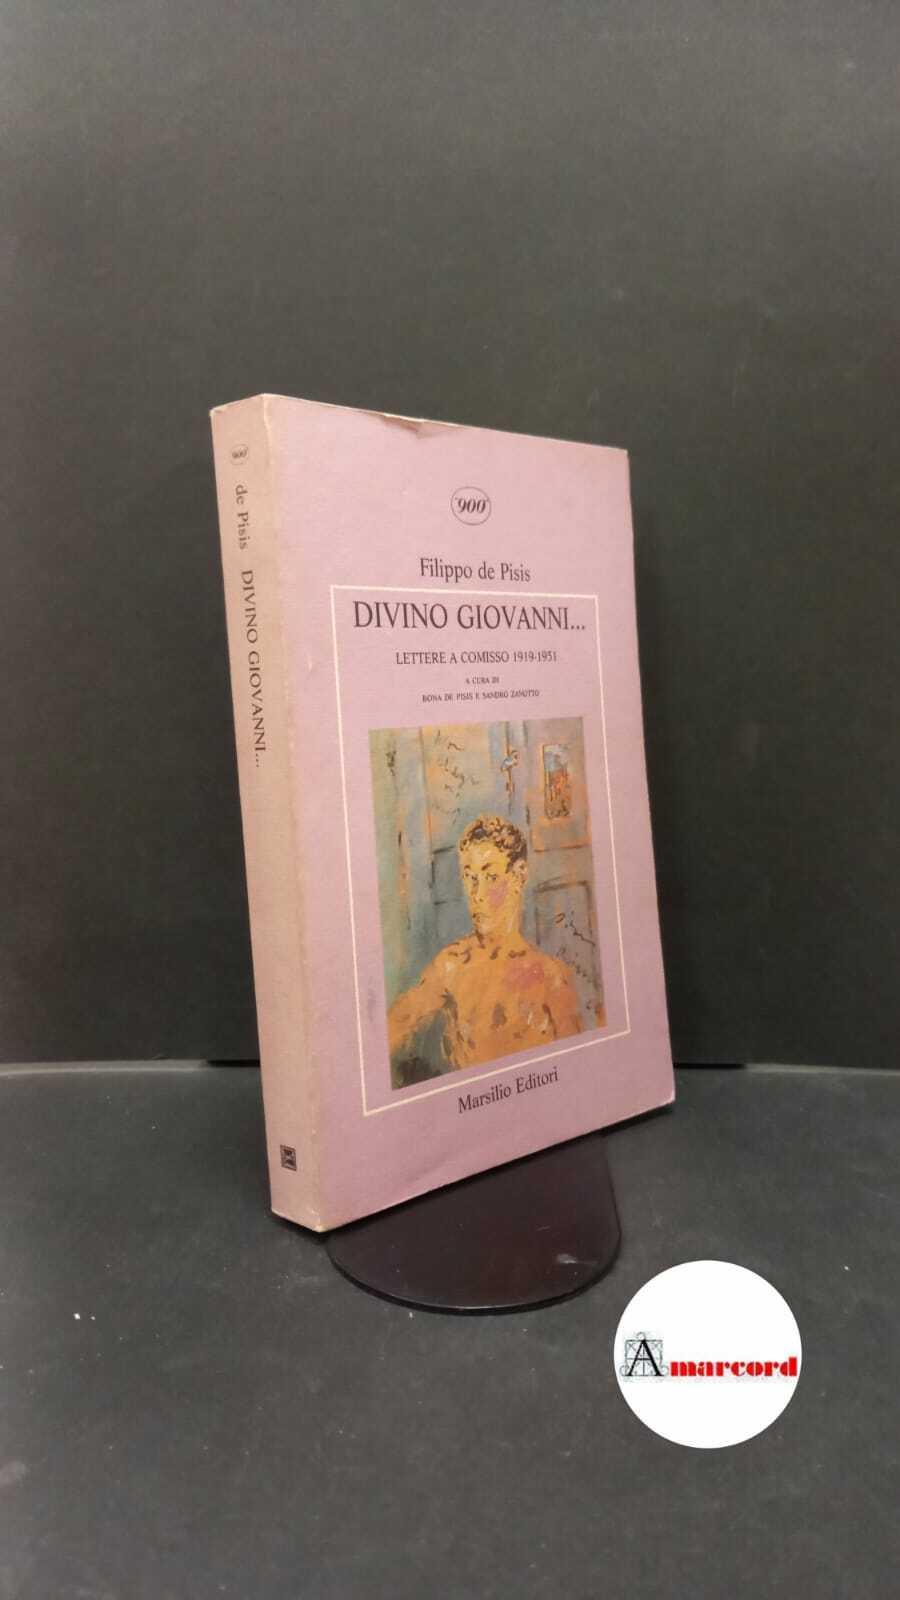 '900'
de Pisis DIVINO GIOVANNI...
'900'
Filippo de Pisis
DIVINO GIOVANNI...
LETTERE A COMISSO 1919-1951
A CURA DI
BONA DE PISIS E SANDRO ZANOTTO
Marsilio Editori
Amarcord